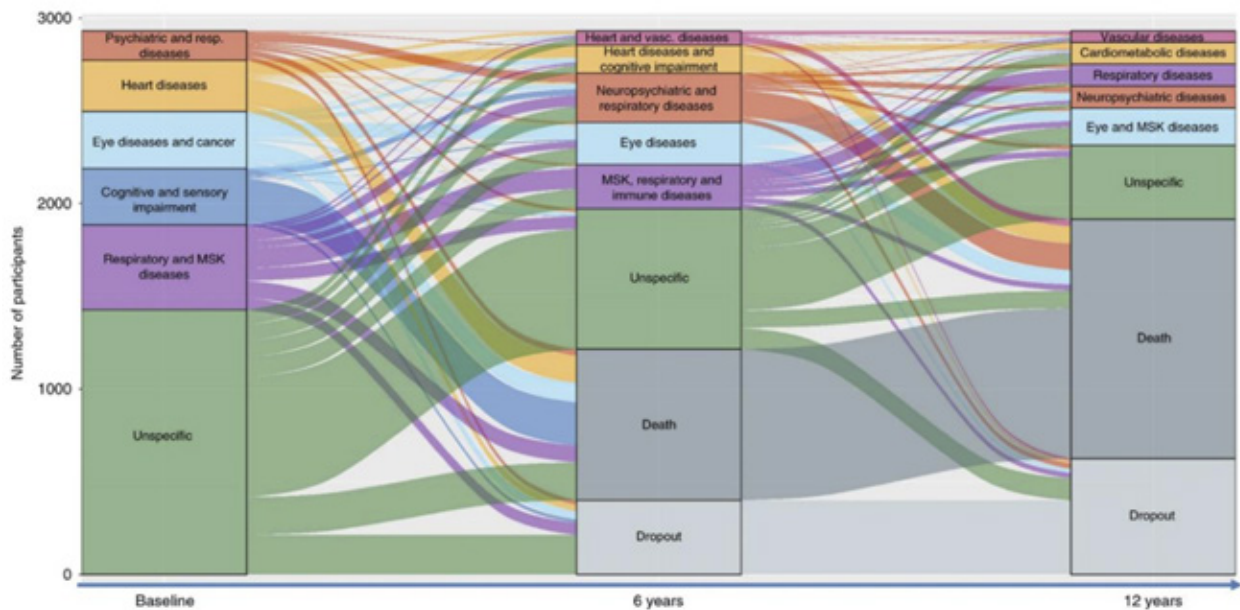 3000
2000
1000
0
Number of participants
Psychiatric and resp.
diseases
Heart diseases
Eye diseases and cancer
Cognitive and sensory
impairment
Respiratory and MSK
diseases
Unspecific
Heart and vasc. diseases
Heart diseases and
cognitive impairment
Neuropsychiatric and
respiratory diseases
Eye diseases
MSK, respiratory and
immune diseases
Unspecific
Death
Dropout
Vascular diseases
Cardiometabolic diseases
Respiratory diseases
Neuropsychiatric diseases
Eye and MSK diseases
Unspecific
Death
Dropout
Baseline
6 years
12 years